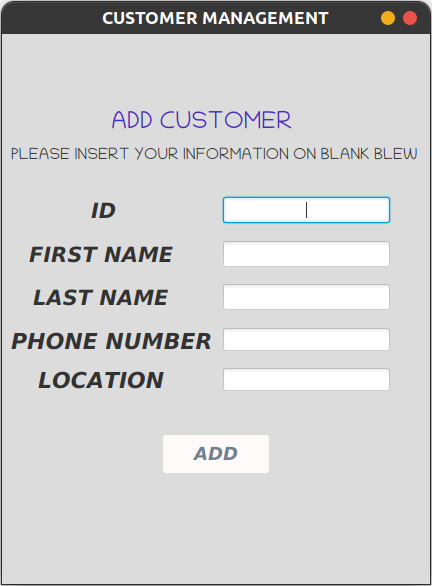 CUSTOMER MANAGEMENT
ADD CUSTOMER
PLEASE INSERT YOUR INFORMATION ON BLANK BLEW
ID
FIRST NAME
LAST NAME
PHONE NUMBER
LOCATION
ADD